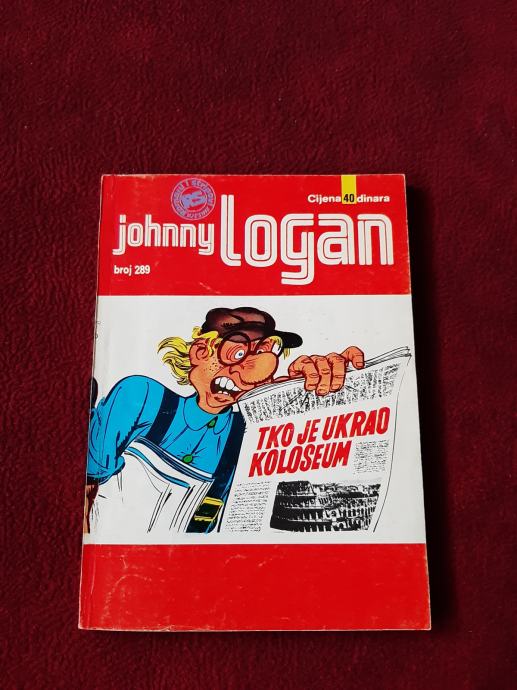 Cijena 40 dinara
johnny logan
broj 289
TKO JE UKRAO
KOLOSEUM